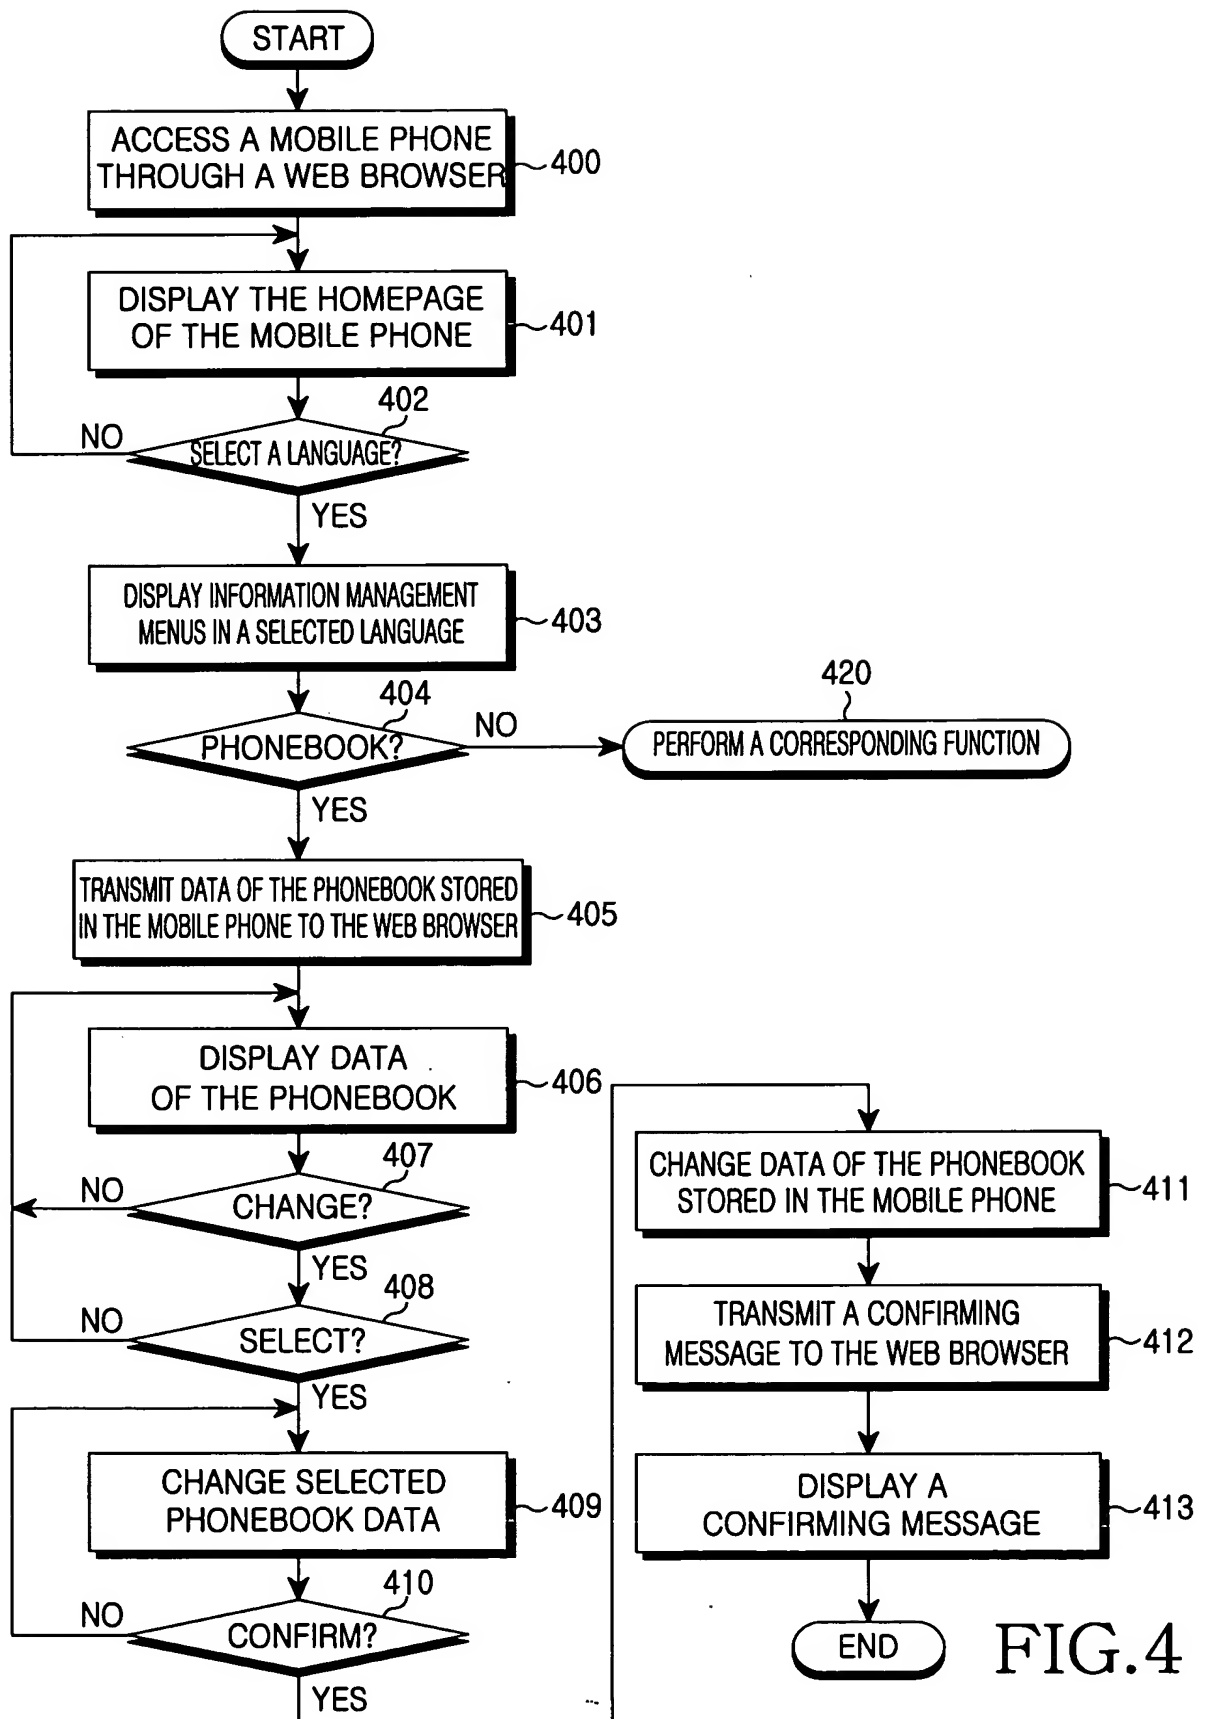 START
ACCESS A MOBILE PHONE
THROUGH A WEB BROWSER
400
DISPLAY THE HOMEPAGE
OF THE MOBILE PHONE
401
402
SELECT A LANGUAGE?
NO
YES
DISPLAY INFORMATION MANAGEMENT
MENUS IN A SELECTED LANGUAGE
403
404
PHONEBOOK?
NO
420
PERFORM A CORRESPONDING FUNCTION
YES
TRANSMIT DATA OF THE PHONEBOOK STORED
IN THE MOBILE PHONE TO THE WEB BROWSER
405
DISPLAY DATA
OF THE PHONEBOOK
406
407
CHANGE?
NO
YES
408
SELECT?
NO
YES
CHANGE SELECTED
PHONEBOOK DATA
409
410
CONFIRM?
NO
YES
CHANGE DATA OF THE PHONEBOOK
STORED IN THE MOBILE PHONE
411
TRANSMIT A CONFIRMING
MESSAGE TO THE WEB BROWSER
412
DISPLAY A
CONFIRMING MESSAGE
413
END
FIG.4